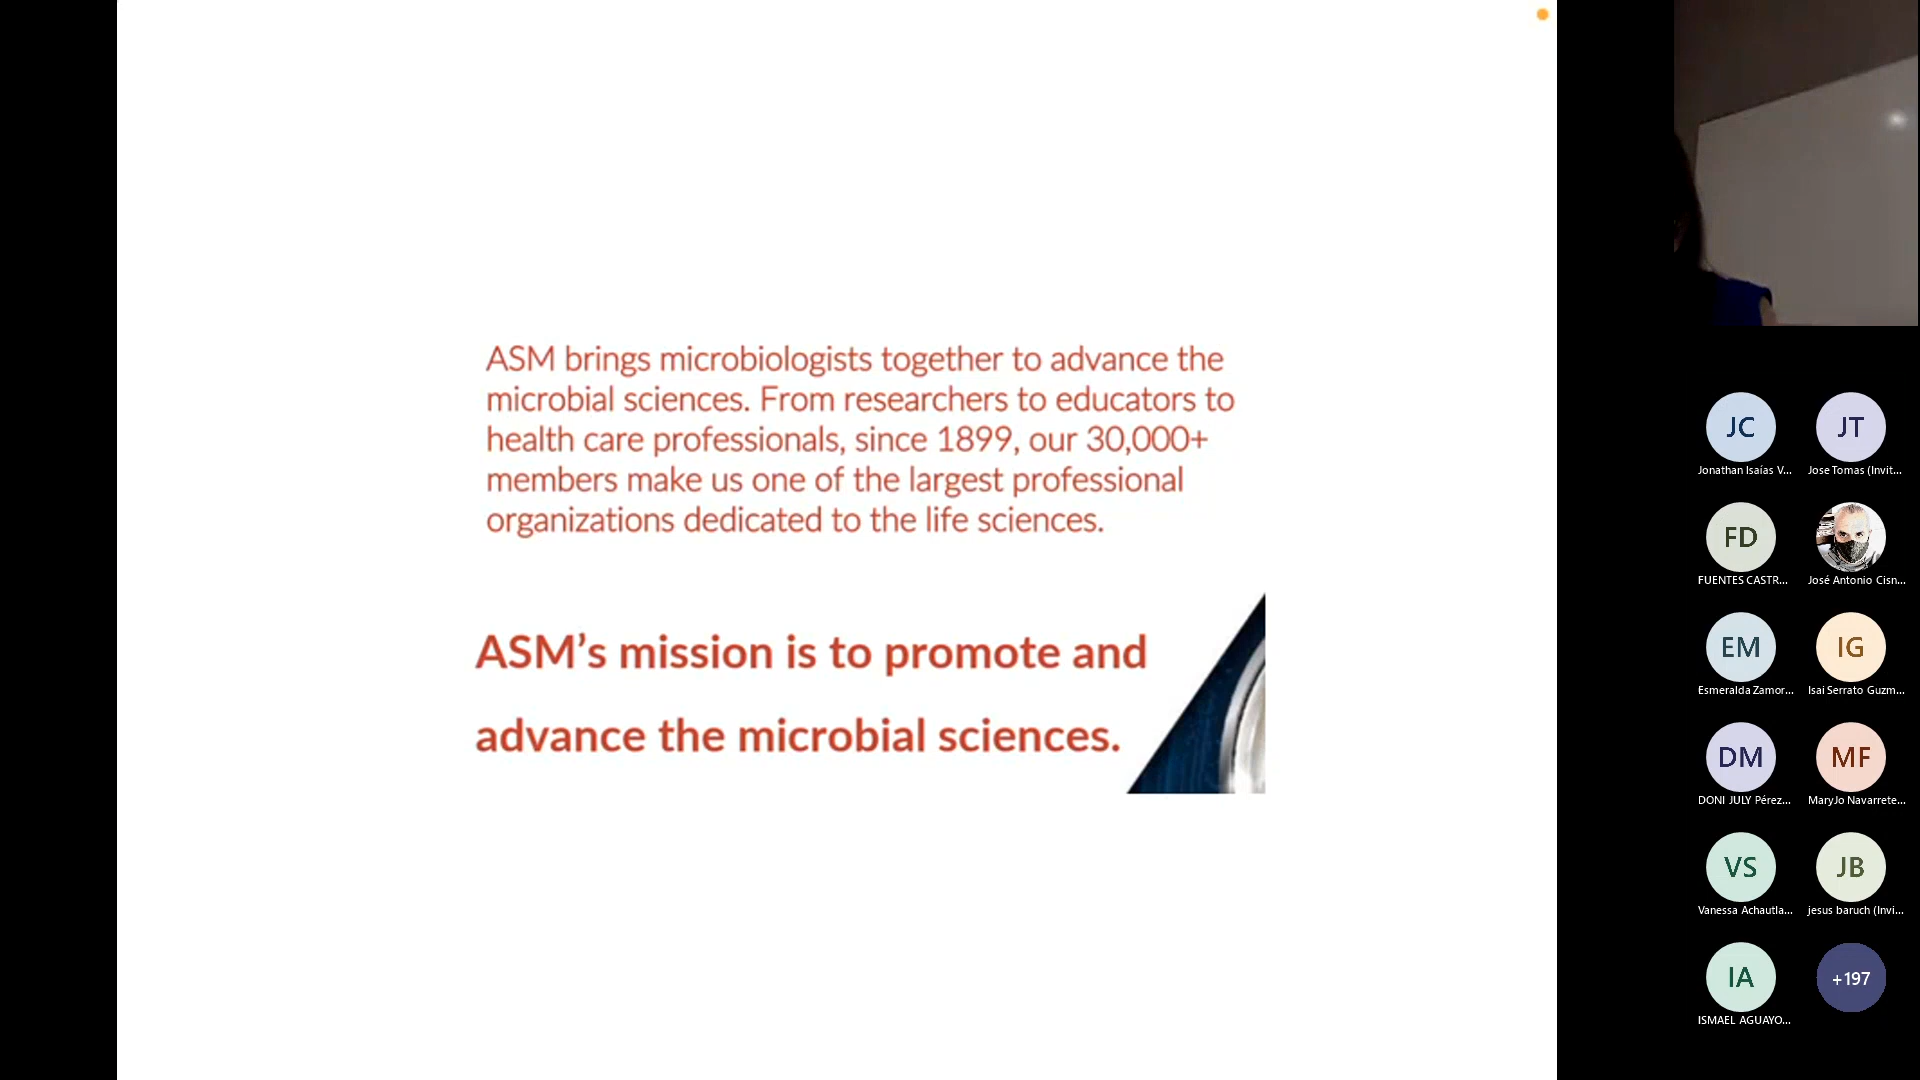 ASM brings microbiologists together to advance the
microbial sciences. From researchers to educators to
health care professionals, since 1899, our 30,000+
members make us one of the largest professional
organizations dedicated to the life sciences.
ASM’s mission is to promote and
advance the microbial sciences.
JC
JT
Jonathan Isaías V...
Jose Tomas (Invit...
FD
FUENTES CASTR...
José Antonio Cisn...
EM
IG
Esmeralda Zamor...
Isai Serrato Guzm...
DM
MF
DONI JULY Pérez...
MaryJo Navarrete...
VS
JB
Vanessa Achautla...
jesus baruch (Invi...
IA
+197
ISMAEL AGUAYO...